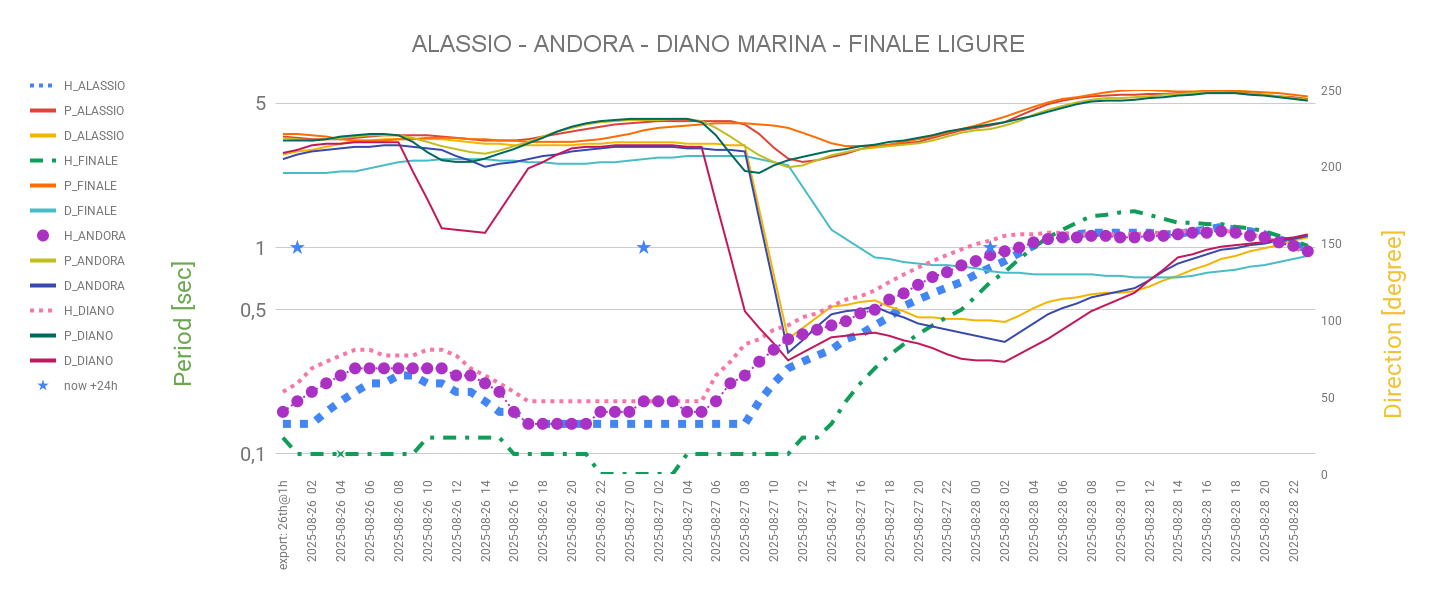 ALASSIO - ANDORA - DIANO MARINA - FINALE LIGURE
H_ALASSIO
P_ALASSIO
D_ALASSIO
H_FINALE
P_FINALE
D_FINALE
H_ANDORA
P_ANDORA
D_ANDORA
H_DIANO
P_DIANO
D_DIANO
now +24h
Period [sec]
5
1
0,5
0,1
250
200
150
100
50
0
Direction [degree]
export: 26th@1h
2025-08-26 02
2025-08-26 04
2025-08-26 06
2025-08-26 08
2025-08-26 10
2025-08-26 12
2025-08-26 14
2025-08-26 16
2025-08-26 18
2025-08-26 20
2025-08-26 22
2025-08-27 00
2025-08-27 02
2025-08-27 04
2025-08-27 06
2025-08-27 08
2025-08-27 10
2025-08-27 12
2025-08-27 14
2025-08-27 16
2025-08-27 18
2025-08-27 20
2025-08-27 22
2025-08-28 00
2025-08-28 02
2025-08-28 04
2025-08-28 06
2025-08-28 08
2025-08-28 10
2025-08-28 12
2025-08-28 14
2025-08-28 16
2025-08-28 18
2025-08-28 20
2025-08-28 22